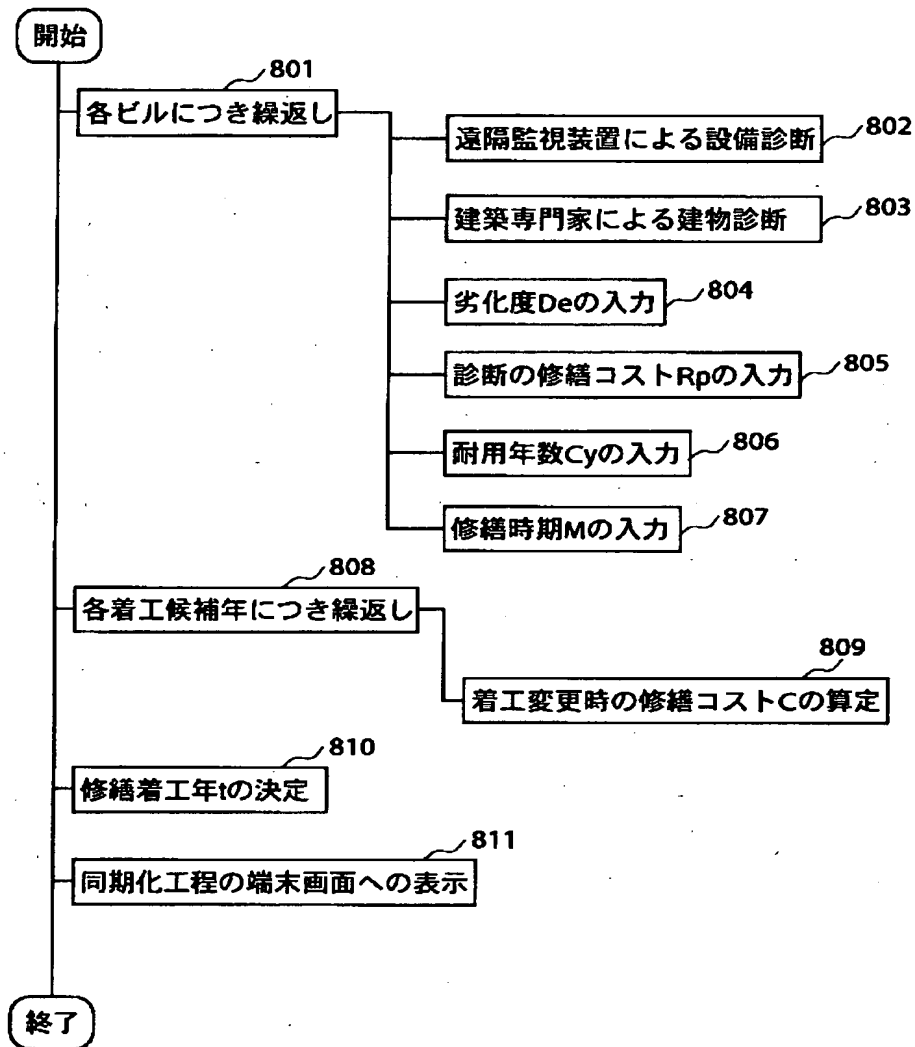 開始
801
各ビルにつき繰返し
遠隔監視装置による設備診断
802
建築専門家による建物診断
803
劣化度Deの入力
804
診断の修繕コストRpの入力
805
耐用年数Cyの入力
806
修繕時期Mの入力
807
808
各着工候補年につき繰返し
809
着工変更時の修繕コストCの算定
810
修繕着工年tの決定
811
同期化工程の端末画面への表示
終了